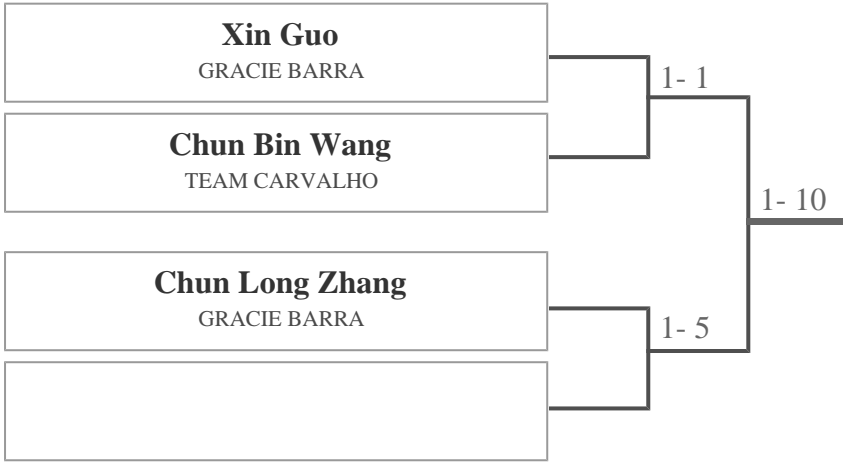 Xin Guo
GRACIE BARRA
1- 1
Chun Bin Wang
TEAM CARVALHO
1- 10
Chun Long Zhang
GRACIE BARRA
1- 5